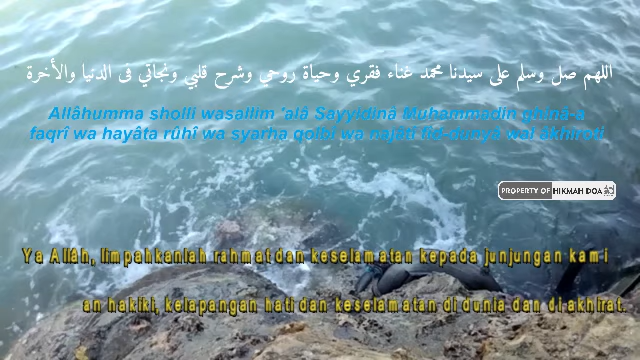 اللهم صل وسلم على سيدنا محمد غناء فقري وحياة روحي وشرح قلبي ونجاتي فى الدنيا والأخرة
Allâhumma shollî wasallim 'alâ Sayyidinâ Muhammadin ghinâ-a
faqrî wa hayâta rûhî wa syarha qolbî wa najâtî fid-dunyâ wal âkhiroti
PROPERTY OF HIKMAH DOA
Ya Allâh, limpahkanlah rahmat dan keselamatan kepada junjungan kami
an hakiki, kelapangan hati dan keselamatan di dunia dan di akhirat.